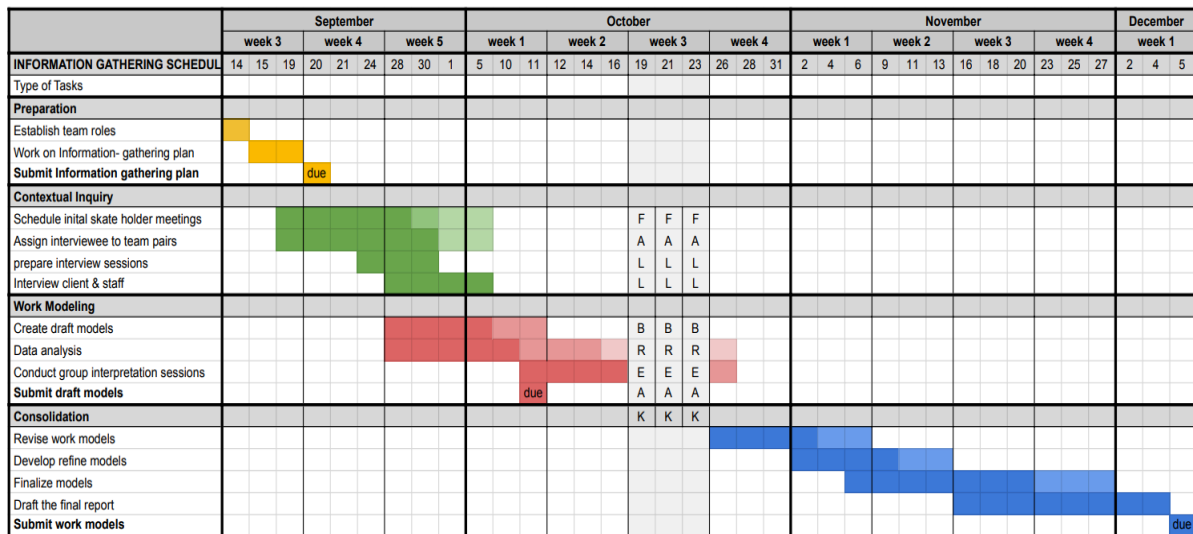 September October November December
week 3 week 4 week 5 week 1 week 2 week 3 week 4 week 1 week 2 week 3 week 4 week 1
INFORMATION GATHERING SCHEDUL 14 15 19 20 21 24 28 30 1 5 10 11 12 14 16 19 21 23 26 28 31 2 4 6 9 11 13 16 18 20 23 25 27 2 4 5
Type of Tasks
Preparation
Establish team roles
Work on Information- gathering plan
Submit Information gathering plan due
Contextual Inquiry
Schedule inital skate holder meetings F F F
Assign interviewee to team pairs A A A
prepare interview sessions L L L
Interview client & staff L L L
Work Modeling
Create draft models B B B
Data analysis R R R
Conduct group interpretation sessions E E E
Submit draft models due A A A
Consolidation K K K
Revise work models
Develop refine models
Finalize models
Draft the final report
Submit work models due